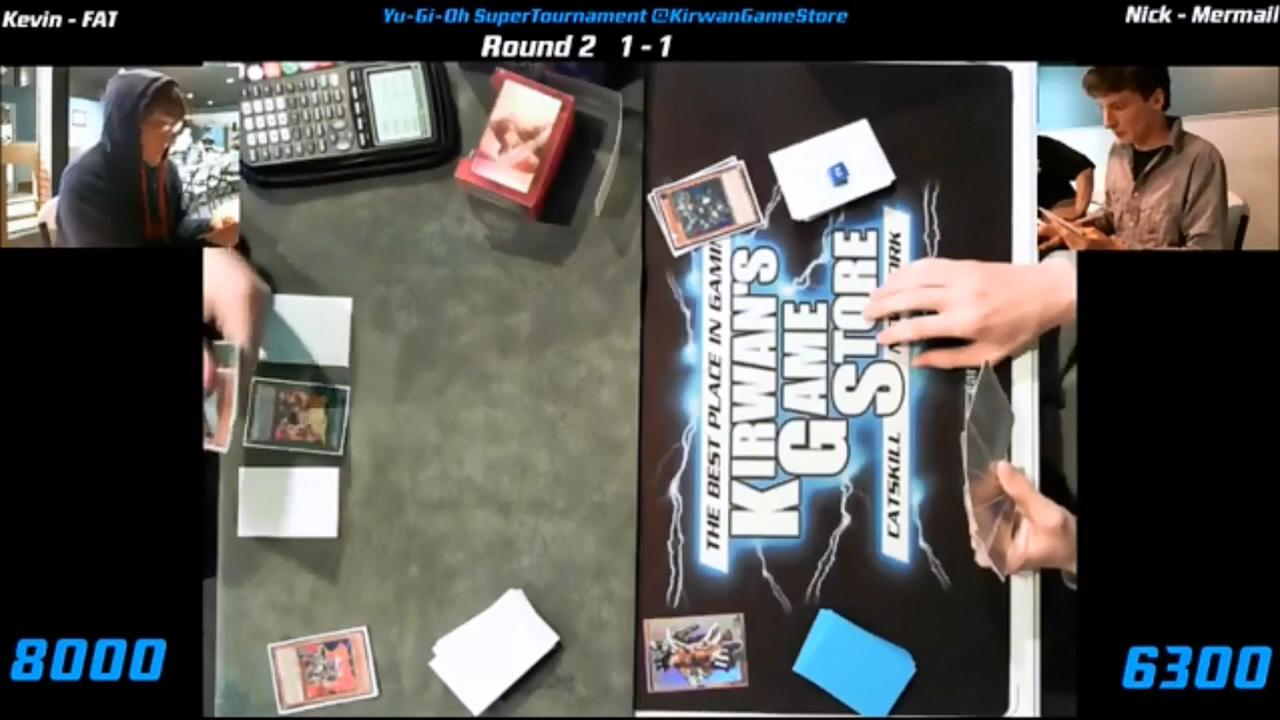 Kevin - FAT
Yu-Gi-Oh SuperTournament @KirwanGameStore
Nick - Mermail
Round 2 1 - 1
THE BEST PLACE IN GAMI
KIRWAN'S
GAME
STORE
CATSKILL
ORK
8000
6300